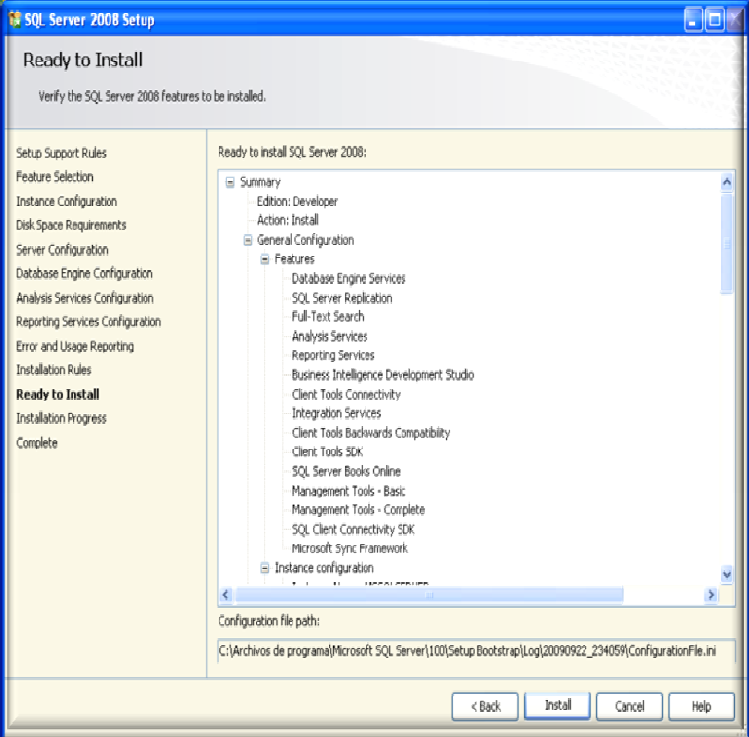 SQL Server 2008 Setup
Ready to Install
Verify the SQL Server 2008 features to be installed.
Setup Support Rules
Feature Selection
Instance Configuration
Disk Space Requirements
Server Configuration
Database Engine Configuration
Analysis Services Configuration
Reporting Services Configuration
Error and Usage Reporting
Installation Rules
Ready to Install
Installation Progress
Complete
Ready to install SQL Server 2008:
Summary
Edition: Developer
Action: Install
General Configuration
Features
Database Engine Services
SQL Server Replication
Full-Text Search
Analysis Services
Reporting Services
Business Intelligence Development Studio
Client Tools Connectivity
Integration Services
Client Tools Backwards Compatibility
Client Tools SDK
SQL Server Books Online
Management Tools - Basic
Management Tools - Complete
SQL Client Connectivity SDK
Microsoft Sync Framework
Instance configuration
Configuration file path:
C:\Archivos de programa\Microsoft SQL Server\100\Setup Bootstrap\Log\20090922_234059\ConfigurationFile.ini
< Back
Install
Cancel
Help